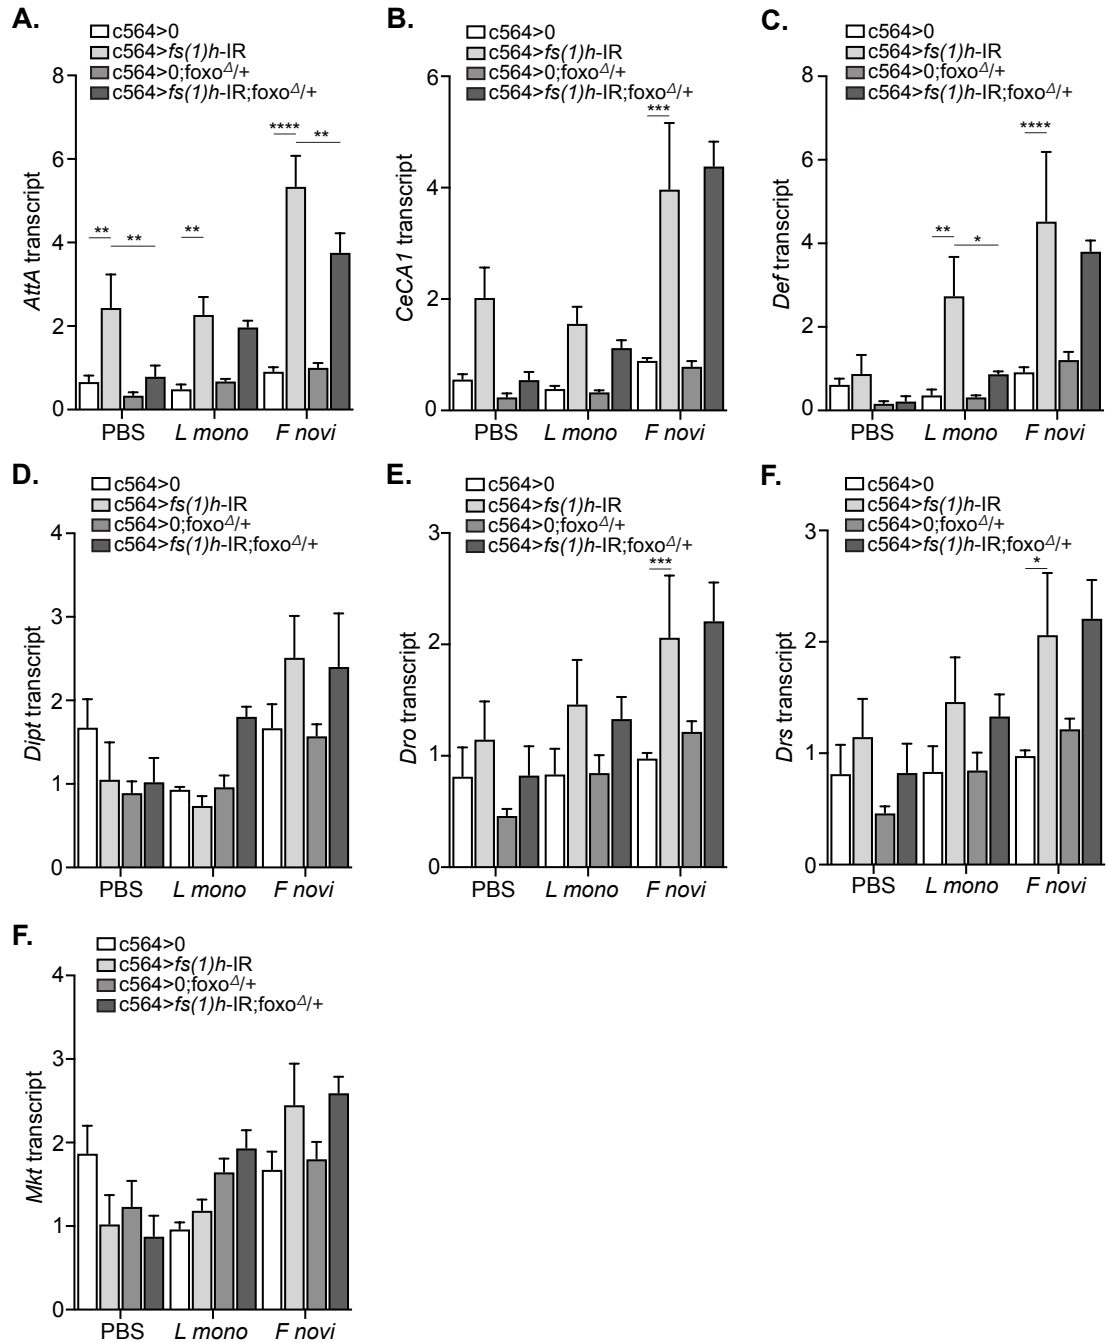 A.
c564>0
c564>fs(1)h-IR
c564>0;foxoΔ/+
c564>fs(1)h-IR;foxoΔ/+
8
6
4
2
0
AttA transcript
**
**
**
****
**
PBS
L mono
F novi
B.
c564>0
c564>fs(1)h-IR
c564>0;foxoΔ/+
c564>fs(1)h-IR;foxoΔ/+
6
4
2
0
CeCA1 transcript
***
PBS
L mono
F novi
C.
c564>0
c564>fs(1)h-IR
c564>0;foxoΔ/+
c564>fs(1)h-IR;foxoΔ/+
8
6
4
2
0
Def transcript
**
*
****
PBS
L mono
F novi
D.
c564>0
c564>fs(1)h-IR
c564>0;foxoΔ/+
c564>fs(1)h-IR;foxoΔ/+
4
3
2
1
0
Dipt transcript
PBS
L mono
F novi
E.
c564>0
c564>fs(1)h-IR
c564>0;foxoΔ/+
c564>fs(1)h-IR;foxoΔ/+
3
2
1
0
Dro transcript
***
PBS
L mono
F novi
F.
c564>0
c564>fs(1)h-IR
c564>0;foxoΔ/+
c564>fs(1)h-IR;foxoΔ/+
3
2
1
0
Drs transcript
*
PBS
L mono
F novi
F.
c564>0
c564>fs(1)h-IR
c564>0;foxoΔ/+
c564>fs(1)h-IR;foxoΔ/+
4
3
2
1
0
Mkt transcript
PBS
L mono
F novi